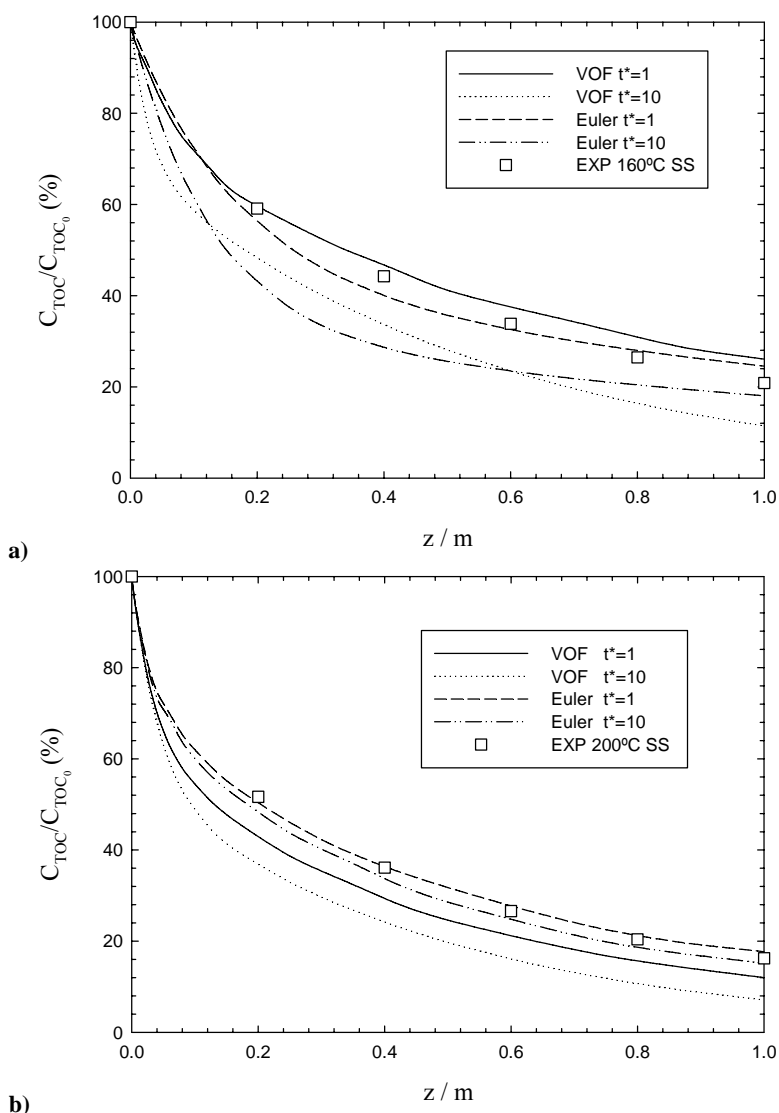 100
80
60
40
20
0
C_TOC/C_TOC₀ (%)
VOF t*=1
VOF t*=10
Euler t*=1
Euler t*=10
EXP 160ºC SS
0.0 0.2 0.4 0.6 0.8 1.0
z / m
a)
100
80
60
40
20
0
C_TOC/C_TOC₀ (%)
VOF t*=1
VOF t*=10
Euler t*=1
Euler t*=10
EXP 200ºC SS
0.0 0.2 0.4 0.6 0.8 1.0
z / m
b)